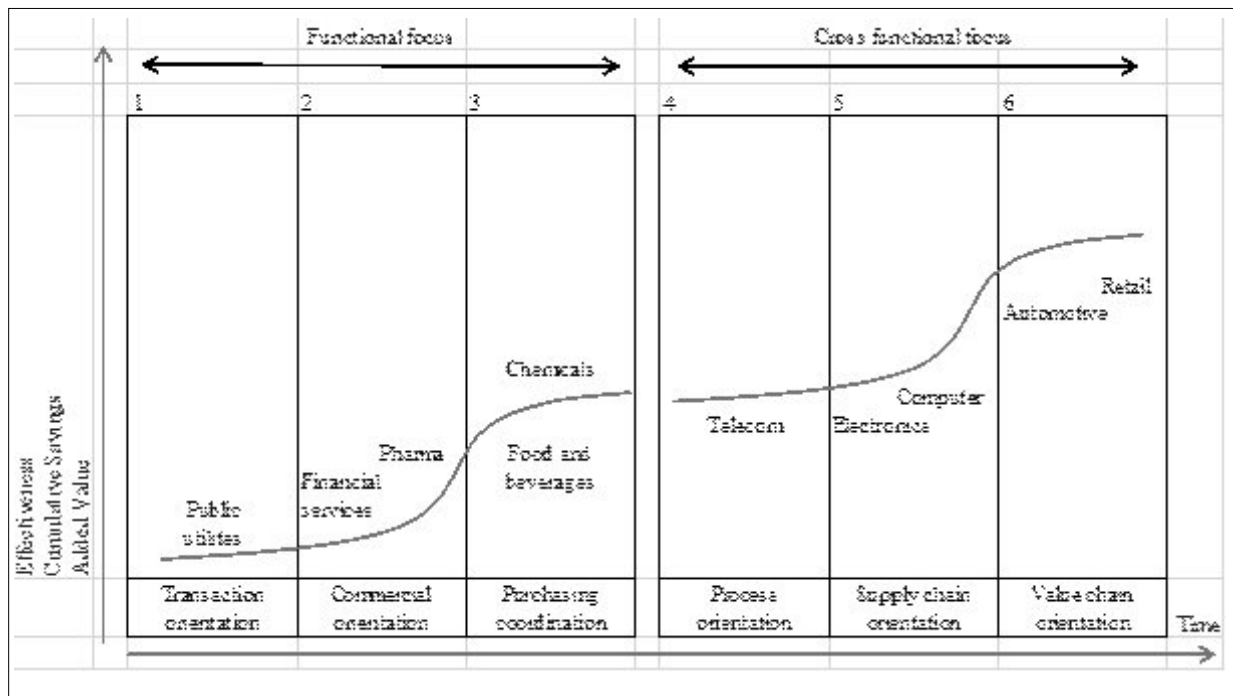 Functional focus
Cross functional focus
1
2
3
4
5
6
Retail
Automotive
Chemicals
Computer
Telecom
Electronics
Pharma
Food and
beverages
Financial
services
Public
utilites
Effectiveness
Cumulative Savings
Added Value
Transaction
orientation
Commercial
orientation
Purchasing
coordination
Process
orientation
Supply chain
orientation
Value chain
orientation
Time